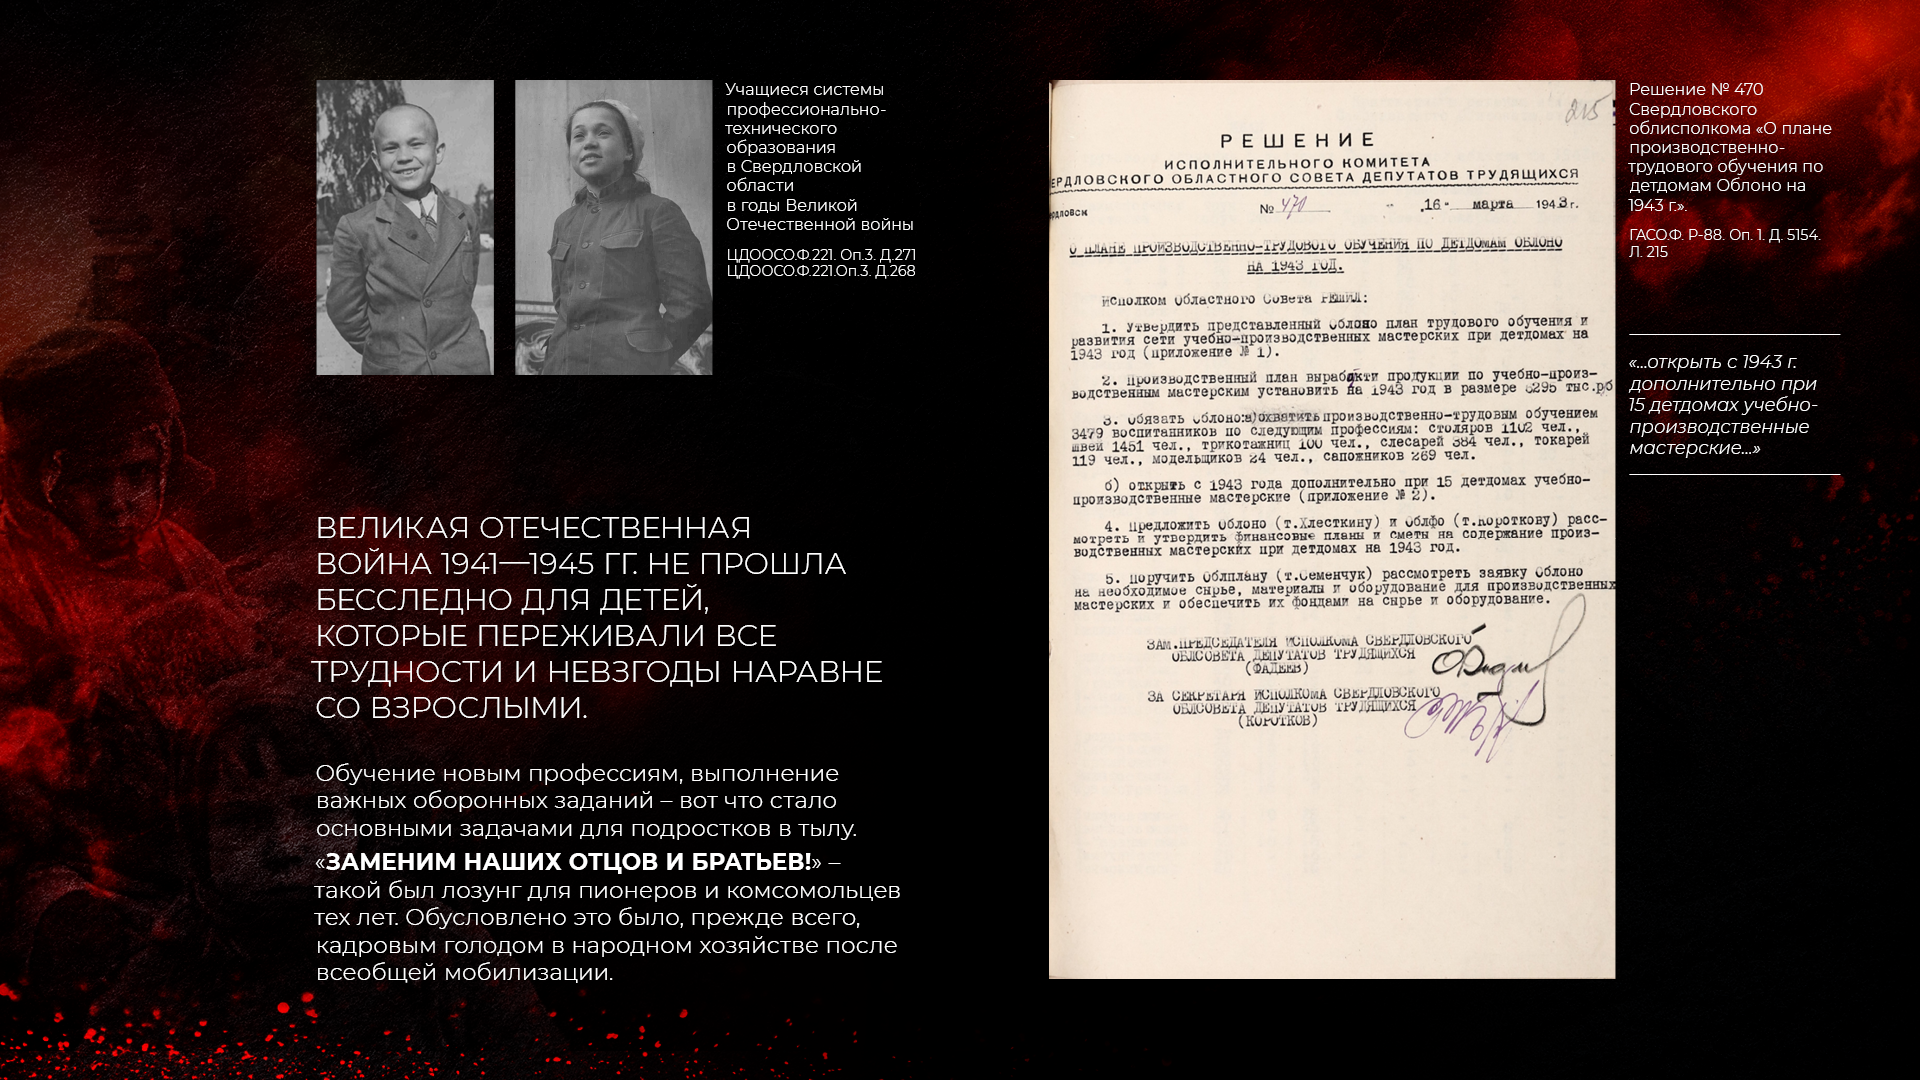 Учащиеся системы
профессионально-
технического
образования
в Свердловской
области
в годы Великой
Отечественной войны
ЦДООСО.Ф.221. Оп.3. Д.271
ЦДООСО.Ф.221.Оп.3. Д.268
ВЕЛИКАЯ ОТЕЧЕСТВЕННАЯ
ВОЙНА 1941—1945 ГГ. НЕ ПРОШЛА
БЕССЛЕДНО ДЛЯ ДЕТЕЙ,
КОТОРЫЕ ПЕРЕЖИВАЛИ ВСЕ
ТРУДНОСТИ И НЕВЗГОДЫ НАРАВНЕ
СО ВЗРОСЛЫМИ.
Обучение новым профессиям, выполнение
важных оборонных заданий – вот что стало
основными задачами для подростков в тылу.
«ЗАМЕНИМ НАШИХ ОТЦОВ И БРАТЬЕВ!» –
такой был лозунг для пионеров и комсомольцев
тех лет. Обусловлено это было, прежде всего,
кадровым голодом в народном хозяйстве после
всеобщей мобилизации.
215
РЕШЕНИЕ
ИСПОЛНИТЕЛЬНОГО КОМИТЕТА
ЕРДЛОВСКОГО ОБЛАСТНОГО СОВЕТА ДЕПУТАТОВ ТРУДЯЩИХСЯ
рдловск № 470 „16" марта 1943 г.
О ПЛАНЕ ПРОИЗВОДСТВЕННО-ТРУДОВОГО ОБУЧЕНИЯ ПО ДЕТДОМАМ ОБЛОНО
НА 1943 ГОД.
Исполком Областного Совета РЕШИЛ:
1. Утвердить представленный Облоно план трудового обучения и
развития сети учебно-производственных мастерских при детдомах на
1943 год (приложение № 1).
2. Производственный план выработки продукции по учебно-произ-
водственным мастерским установить на 1943 год в размере 5295 тыс.рб
3. Обязать Облоно:а)охватить производственно-трудовым обучением
3479 воспитанников по следующим профессиям: столяров 1102 чел.,
швей 1451 чел., трикотажниц 100 чел., слесарей 384 чел., токарей
119 чел., модельщиков 24 чел., сапожников 269 чел.
б) открыть с 1943 года дополнительно при 15 детдомах учебно-
производственные мастерские (приложение № 2).
4. Предложить Облоно (т.Хлесткину) и Облфо (т.Короткову) расс-
мотреть и утвердить финансовые планы и сметы на содержание произ-
водственных мастерских при детдомах на 1943 год.
5. Поручить Облплану (т.Семенчук) рассмотреть заявку Облоно
на необходимое сырье, материалы и оборудование для производственных
мастерских и обеспечить их фондами на сырье и оборудование.
ЗАМ.ПРЕДСЕДАТЕЛЯ ИСПОЛКОМА СВЕРДЛОВСКОГО
ОБЛСОВЕТА ДЕПУТАТОВ ТРУДЯЩИХСЯ
(ФАДЕЕВ)
ЗА СЕКРЕТАРЯ ИСПОЛКОМА СВЕРДЛОВСКОГО
ОБЛСОВЕТА ДЕПУТАТОВ ТРУДЯЩИХСЯ
(КОРОТКОВ)
Решение № 470
Свердловского
облисполкома «О плане
производственно-
трудового обучения по
детдомам Облоно на
1943 г.».
ГАСО.Ф. Р-88. Оп. 1. Д. 5154.
Л. 215
«...открыть с 1943 г.
дополнительно при
15 детдомах учебно-
производственные
мастерские...»